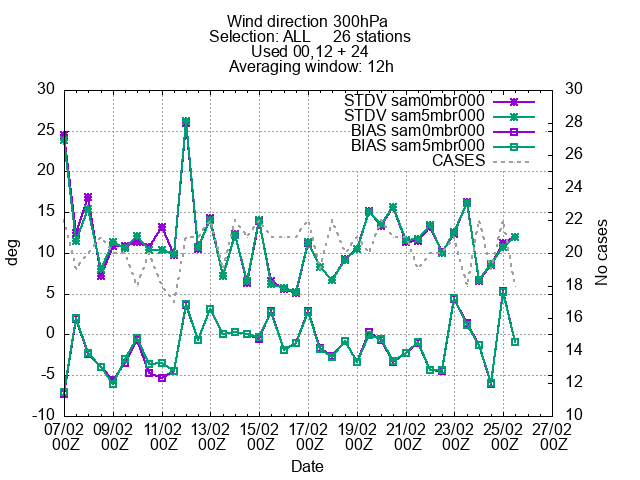 Wind direction 300hPa
Selection: ALL 26 stations
Used 00,12 + 24
Averaging window: 12h
STDV sam0mbr000
STDV sam5mbr000
BIAS sam0mbr000
BIAS sam5mbr000
CASES
30
25
20
15
10
5
0
-5
-10
deg
30
28
26
24
22
20
18
16
14
12
10
No cases
07/02 09/02 11/02 13/02 15/02 17/02 19/02 21/02 23/02 25/02 27/02
00Z 00Z 00Z 00Z 00Z 00Z 00Z 00Z 00Z 00Z 00Z
Date